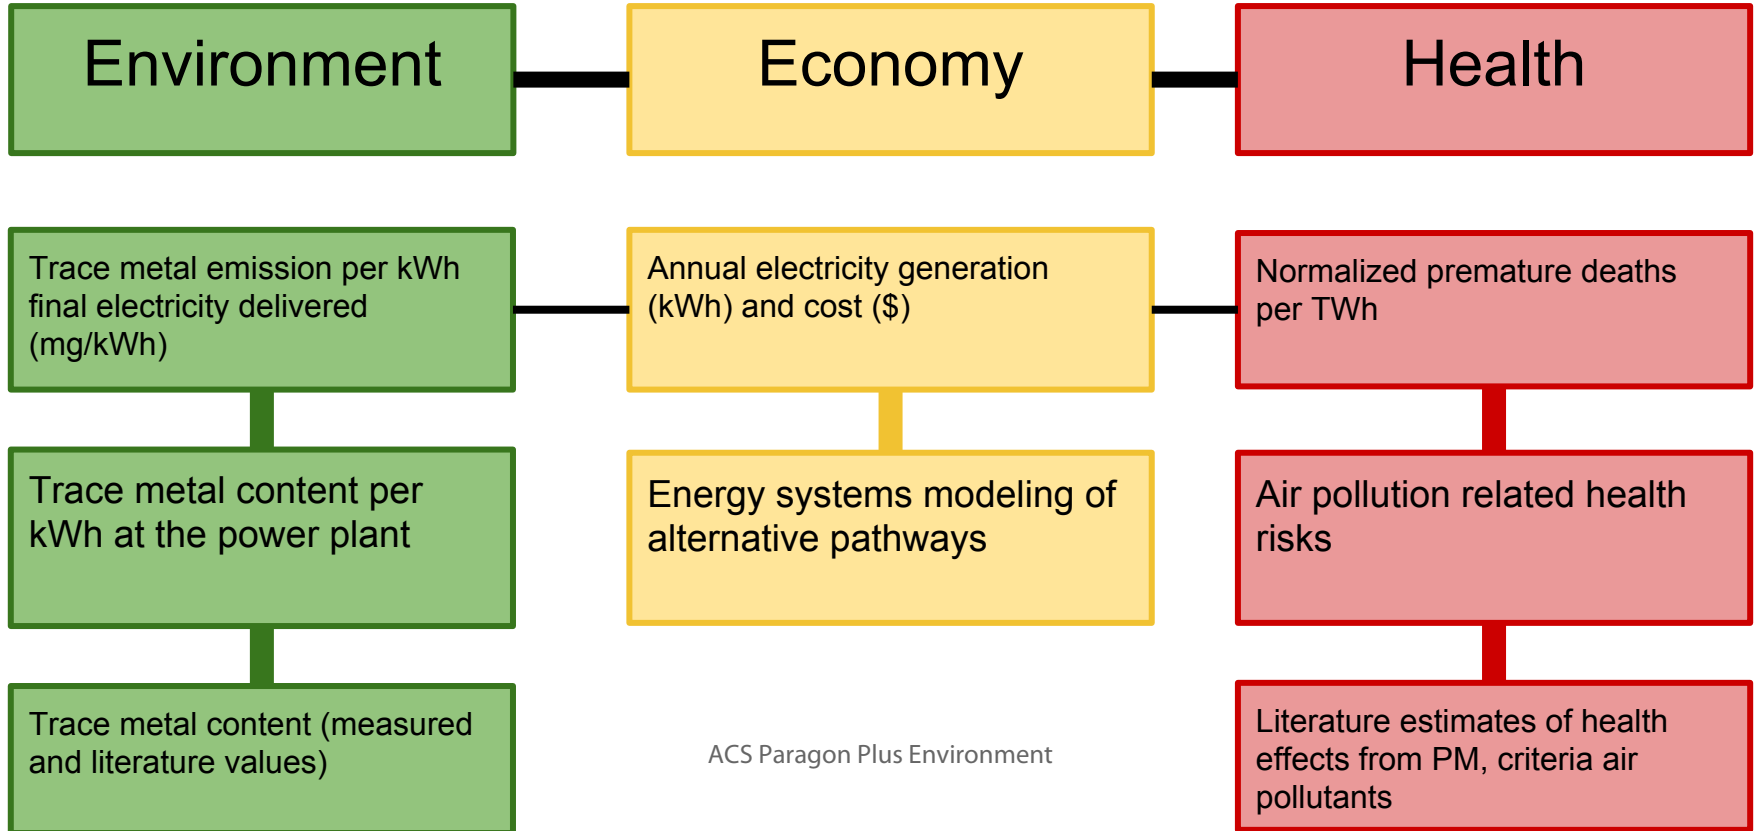 Environment
Economy
Health
Trace metal emission per kWh
final electricity delivered
(mg/kWh)
Annual electricity generation
(kWh) and cost ($)
Normalized premature deaths
per TWh
Trace metal content per
kWh at the power plant
Energy systems modeling of
alternative pathways
Air pollution related health
risks
Trace metal content (measured
and literature values)
ACS Paragon Plus Environment
Literature estimates of health
effects from PM, criteria air
pollutants